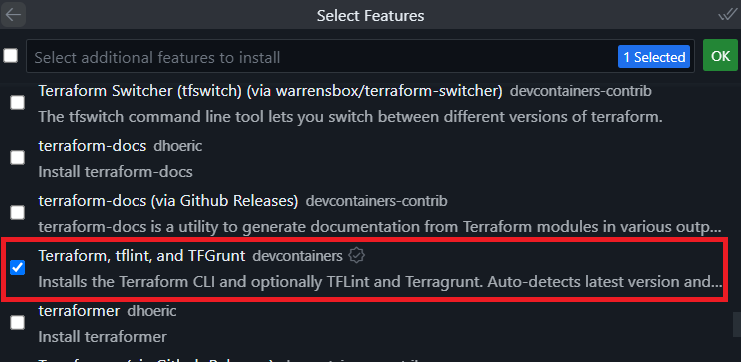 Select Features
Select additional features to install
1 Selected
OK
Terraform Switcher (tfswitch) (via warrensbox/terraform-switcher) devcontainers-contrib
The tfswitch command line tool lets you switch between different versions of terraform.
terraform-docs dhoeric
Install terraform-docs
terraform-docs (via Github Releases) devcontainers-contrib
terraform-docs is a utility to generate documentation from Terraform modules in various outp...
Terraform, tflint, and TFGrunt devcontainers
Installs the Terraform CLI and optionally TFLint and Terragrunt. Auto-detects latest version and...
terraformer dhoeric
Install terraformer